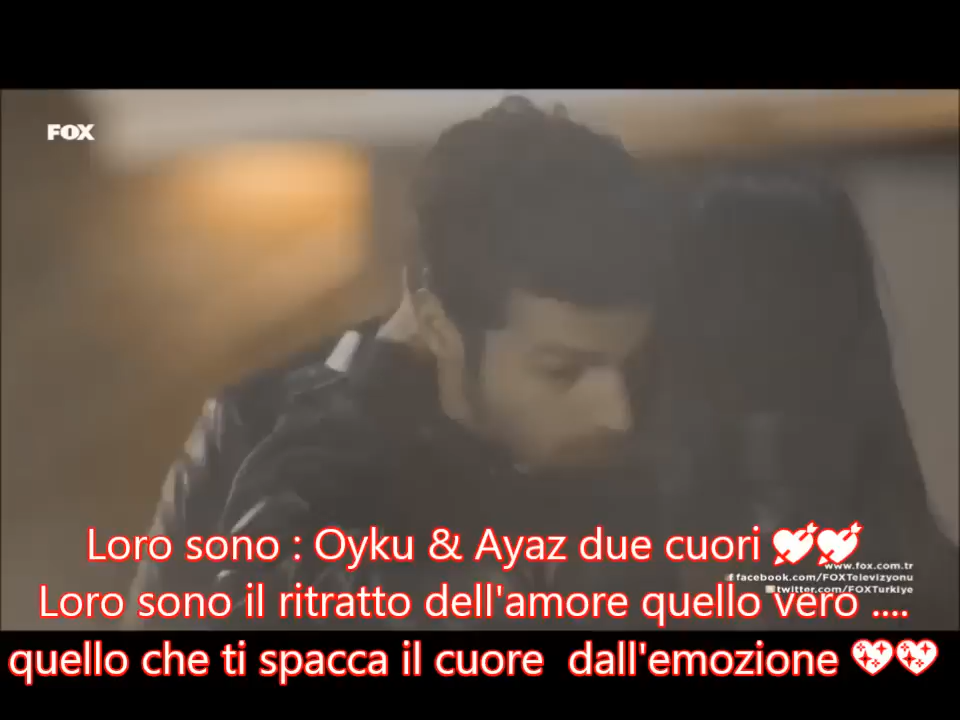 FOX
Loro sono : Oyku & Ayaz due cuori 💘💘
www.fox.com.tr
facebook.com/FOXTelevizyonu
Loro sono il ritratto dell'amore quello vero ....
twitter.com/FOXTurkiye
quello che ti spacca il cuore dall'emozione 💖💖